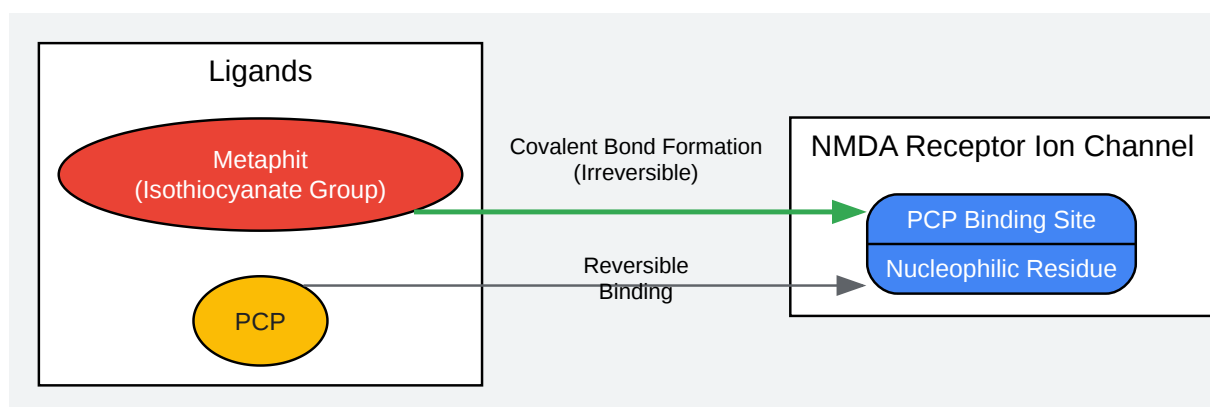 Ligands
Metaphit
(Isothiocyanate Group)
PCP
Covalent Bond Formation
(Irreversible)
Reversible
Binding
NMDA Receptor Ion Channel
PCP Binding Site
Nucleophilic Residue